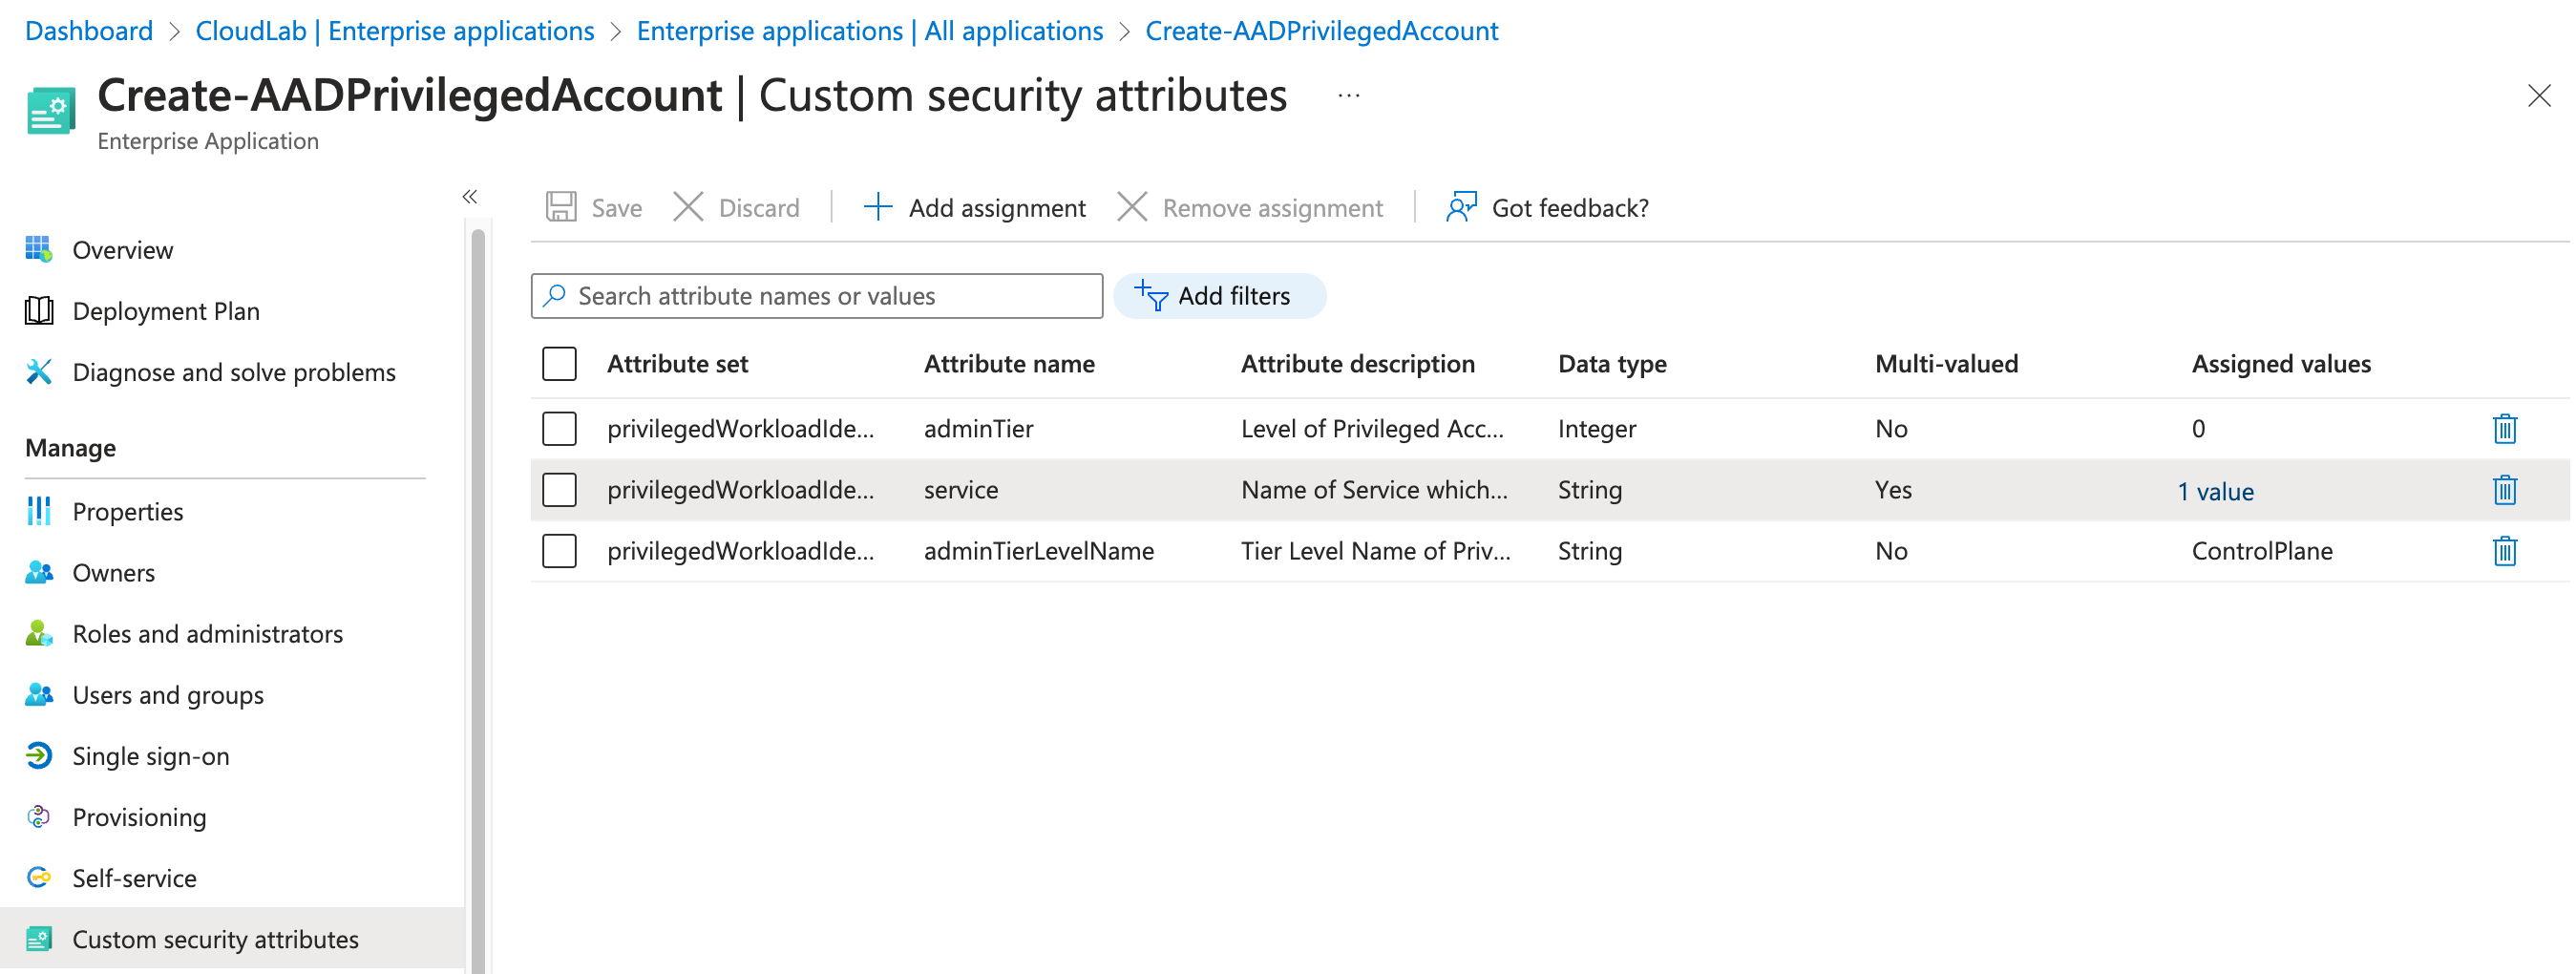 Dashboard > CloudLab | Enterprise applications > Enterprise applications | All applications > Create-AADPrivilegedAccount
Create-AADPrivilegedAccount | Custom security attributes ...
Enterprise Application
«
Save Discard Add assignment Remove assignment Got feedback?
Overview
Deployment Plan
Diagnose and solve problems
Manage
Properties
Owners
Roles and administrators
Users and groups
Single sign-on
Provisioning
Self-service
Custom security attributes
Search attribute names or values Add filters
Attribute set Attribute name Attribute description Data type Multi-valued Assigned values
privilegedWorkloadIde... adminTier Level of Privileged Acc... Integer No 0
privilegedWorkloadIde... service Name of Service which... String Yes 1 value
privilegedWorkloadIde... adminTierLevelName Tier Level Name of Priv... String No ControlPlane